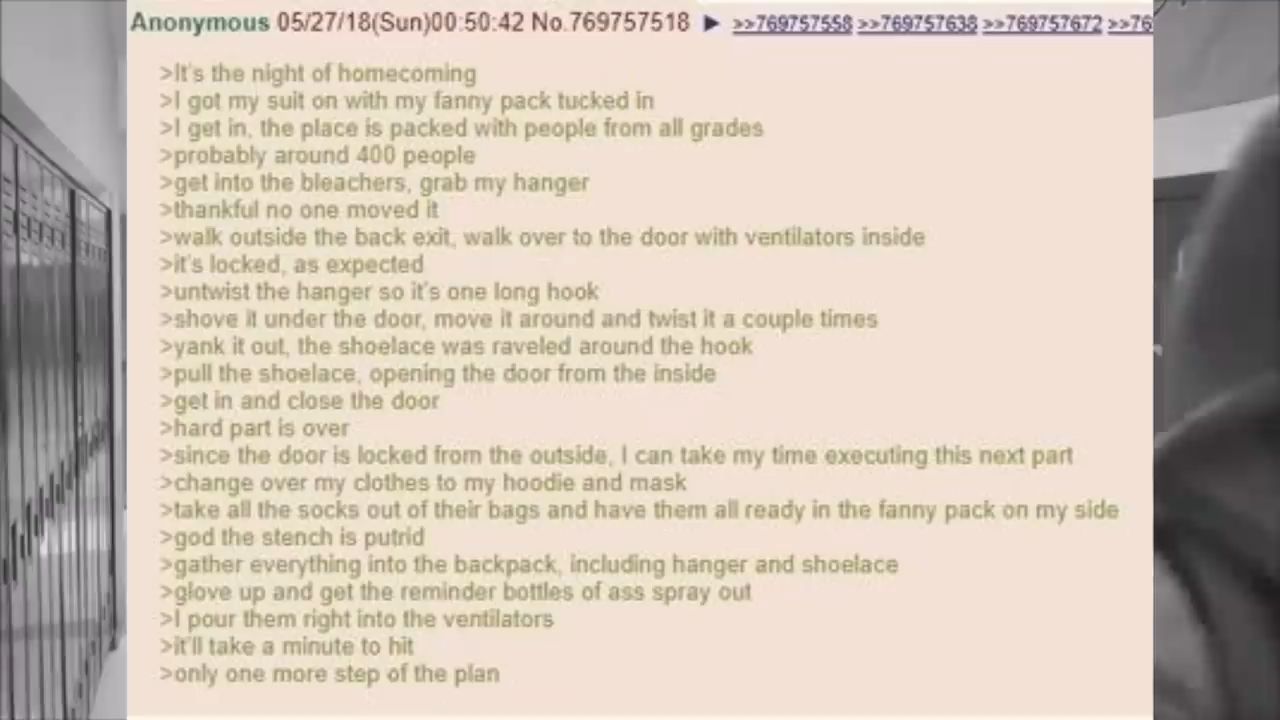 Anonymous 05/27/18(Sun)00:50:42 No.769757518 ▶ >>769757558 >>769757638 >>769757672 >>76
>It's the night of homecoming
>I got my suit on with my fanny pack tucked in
>I get in, the place is packed with people from all grades
>probably around 400 people
>get into the bleachers, grab my hanger
>thankful no one moved it
>walk outside the back exit, walk over to the door with ventilators inside
>it's locked, as expected
>untwist the hanger so it's one long hook
>shove it under the door, move it around and twist it a couple times
>yank it out, the shoelace was raveled around the hook
>pull the shoelace, opening the door from the inside
>get in and close the door
>hard part is over
>since the door is locked from the outside, I can take my time executing this next part
>change over my clothes to my hoodie and mask
>take all the socks out of their bags and have them all ready in the fanny pack on my side
>god the stench is putrid
>gather everything into the backpack, including hanger and shoelace
>glove up and get the reminder bottles of ass spray out
>I pour them right into the ventilators
>it'll take a minute to hit
>only one more step of the plan